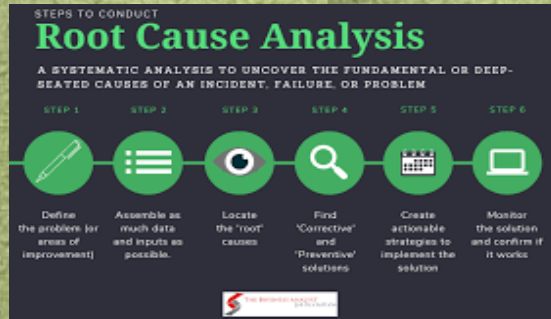 STEPS TO CONDUCT
Root Cause Analysis
A SYSTEMATIC ANALYSIS TO UNCOVER THE FUNDAMENTAL OR DEEP-
SEATED CAUSES OF AN INCIDENT, FAILURE, OR PROBLEM
STEP 1
Define
the problem (or
areas of
improvement)
STEP 2
Assemble as
much data
and inputs as
possible.
STEP 3
Locate
the "root"
causes
STEP 4
Find
'Corrective'
and
'Preventive'
solutions
STEP 5
Create
actionable
strategies to
implement the
solution
STEP 6
Monitor
the solution
and confirm if
it works
THE BUSINESS ANALYST